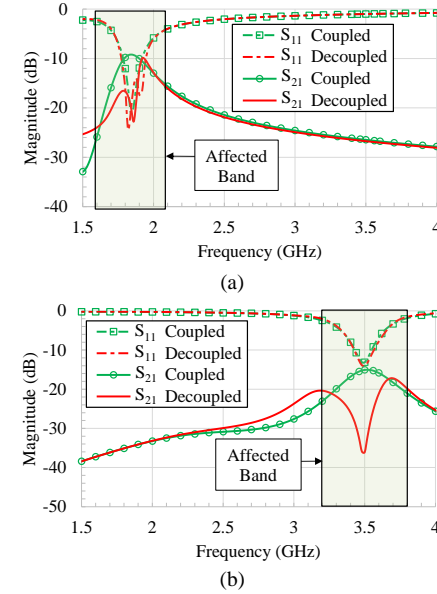 0
-10
-20
-30
-40
Magnitude (dB)
S11 Coupled
S11 Decoupled
S21 Coupled
S21 Decoupled
Affected
Band
1.5 2 2.5 3 3.5 4
Frequency (GHz)
(a)
0
-10
-20
-30
-40
-50
Magnitude (dB)
S11 Coupled
S11 Decoupled
S21 Coupled
S21 Decoupled
Affected
Band
1.5 2 2.5 3 3.5 4
Frequency (GHz)
(b)